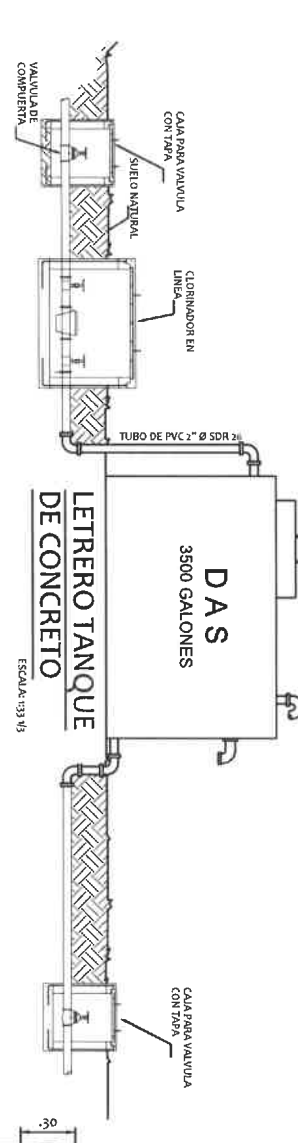 VALVULA DE
COMPUERTA
CAJA PARA VALVULA
CON TAPA
SUELO NATURAL
CLORINADOR EN
LINEA
TUBO DE PVC 2" Ø SDR 26
D A S
3500 GALONES
LETRERO TANQUE
DE CONCRETO
ESCALA: 1:33 1/3
CAJA PARA VALVULA
CON TAPA
.30